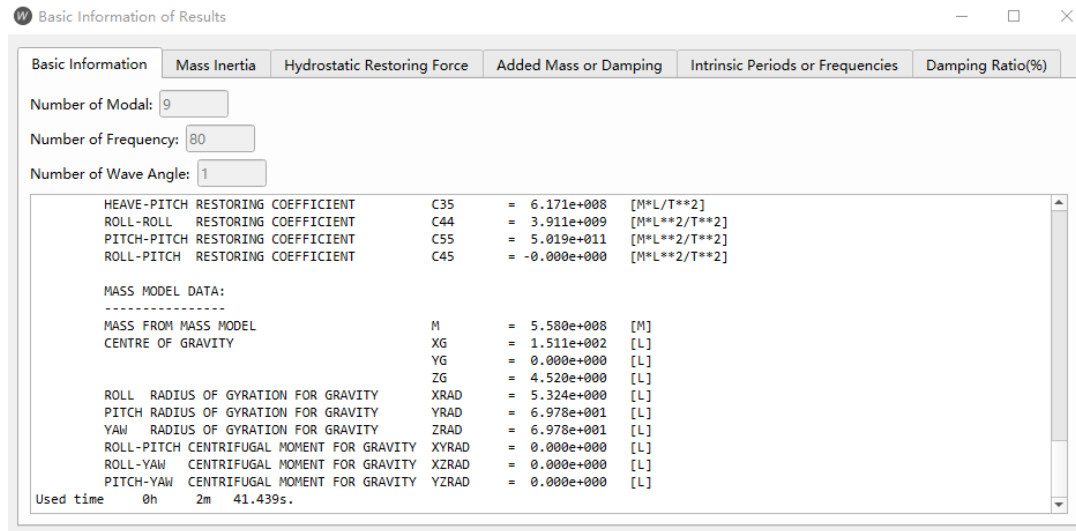 W Basic Information of Results
Basic Information Mass Inertia Hydrostatic Restoring Force Added Mass or Damping Intrinsic Periods or Frequencies Damping Ratio(%)
Number of Modal: 9
Number of Frequency: 80
Number of Wave Angle: 1
HEAVE-PITCH RESTORING COEFFICIENT C35 = 6.171e+008 [M*L/T**2]
ROLL-ROLL RESTORING COEFFICIENT C44 = 3.911e+009 [M*L**2/T**2]
PITCH-PITCH RESTORING COEFFICIENT C55 = 5.019e+011 [M*L**2/T**2]
ROLL-PITCH RESTORING COEFFICIENT C45 = -0.000e+000 [M*L**2/T**2]
MASS MODEL DATA:
----------------
MASS FROM MASS MODEL M = 5.580e+008 [M]
CENTRE OF GRAVITY XG = 1.511e+002 [L]
YG = 0.000e+000 [L]
ZG = 4.520e+000 [L]
ROLL RADIUS OF GYRATION FOR GRAVITY XRAD = 5.324e+000 [L]
PITCH RADIUS OF GYRATION FOR GRAVITY YRAD = 6.978e+001 [L]
YAW RADIUS OF GYRATION FOR GRAVITY ZRAD = 6.978e+001 [L]
ROLL-PITCH CENTRIFUGAL MOMENT FOR GRAVITY XYRAD = 0.000e+000 [L]
ROLL-YAW CENTRIFUGAL MOMENT FOR GRAVITY XZRAD = 0.000e+000 [L]
PITCH-YAW CENTRIFUGAL MOMENT FOR GRAVITY YZRAD = 0.000e+000 [L]
Used time 0h 2m 41.439s.